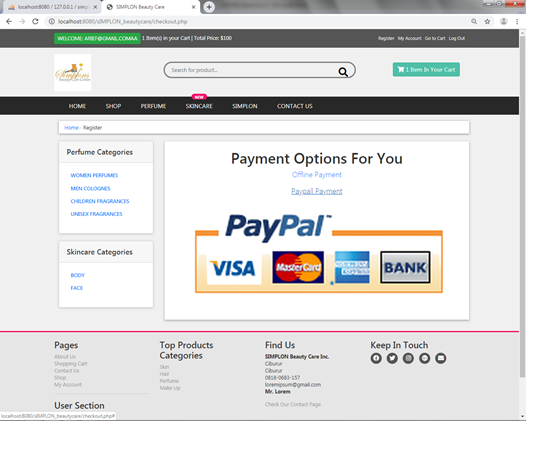 localhost:8080 / 127.0.0.1 / simp
SIMPLON Beauty Care
localhost:8080/sIMPLON_beautycare/checkout.php
WELCOME: ARIEF@GMAIL.COMAA
1 Item(s) in your Cart | Total Price: $100
Register My Account Go to Cart Log Out
Simplons
Search for product...
1 Item In Your Cart
NEW
HOME SHOP PERFUME SKINCARE SIMPLON CONTACT US
Home - Register
Perfume Categories
WOMEN PERFUMES
MEN COLOGNES
CHILDREN FRAGRANCES
UNISEX FRAGRANCES
Skincare Categories
BODY
FACE
Payment Options For You
Offline Payment
Paypall Payment
PayPal™
VISA MasterCard AMERICAN EXPRESS BANK
Pages
About Us
Shopping Cart
Contact Us
Shop
My Account
User Section
Top Products Categories
Skin
Hair
Perfume
Make Up
Find Us
SIMPLON Beauty Care Inc.
Ciburur
Ciburur
0818-0683-157
loremipsum@gmail.com
Mr. Lorem
Check Our Contact Page
Keep In Touch
localhost:8080/sIMPLON_beautycare/checkout.php#